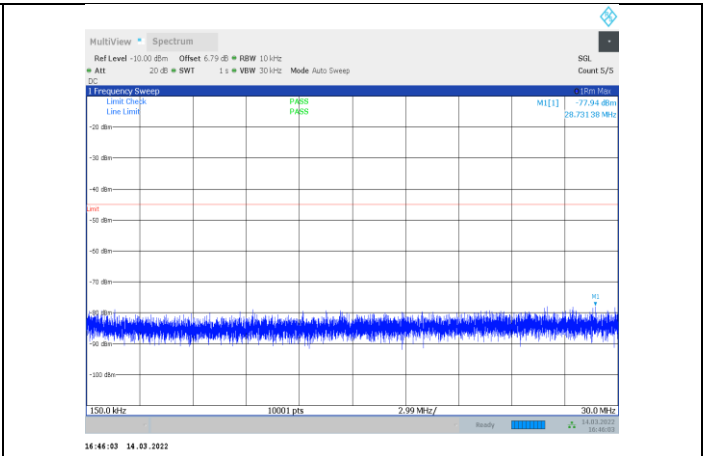 MultiView Spectrum
Ref Level -10.00 dBm Offset 6.79 dB RBW 10 kHz SGL
Att 20 dB SWT 1 s VBW 30 kHz Mode Auto Sweep Count 5/5
DC
1 Frequency Sweep 1Rm Max
Limit Check PASS M1[1] -77.94 dBm
Line Limit PASS 28.73138 MHz
-20 dBm
-30 dBm
-40 dBm
Limit
-50 dBm
-60 dBm
-70 dBm
M1
-80 dBm
-90 dBm
-100 dBm
150.0 kHz 10001 pts 2.99 MHz/ 30.0 MHz
Ready 14.03.2022
16:46:03
16:46:03 14.03.2022